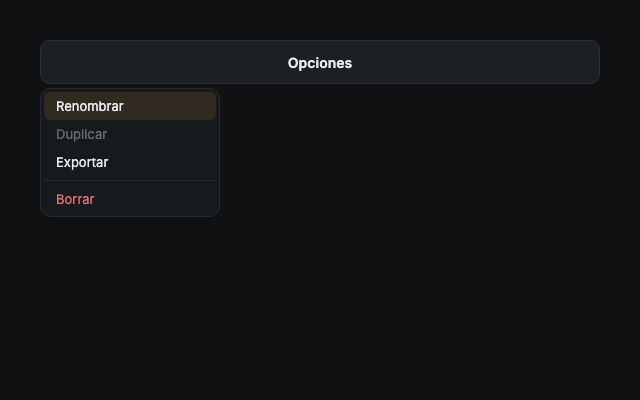 Opciones
Renombrar
Duplicar
Exportar
Borrar